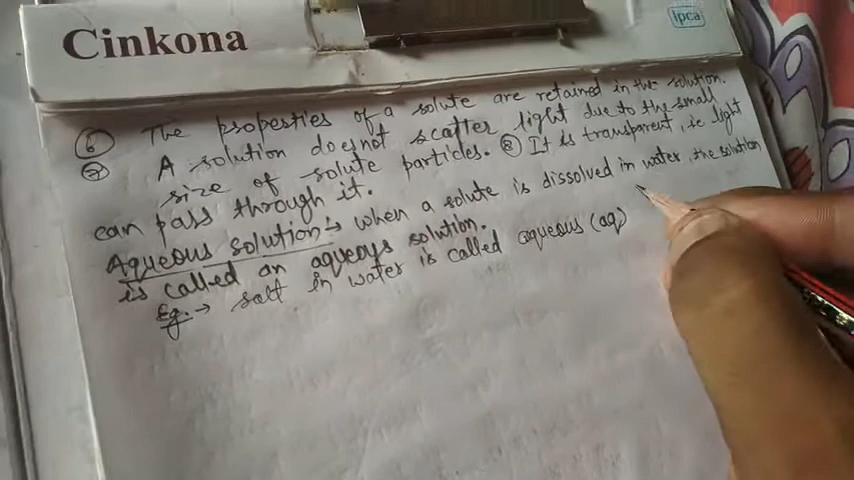 Cinkona
ipca
⑥ The properties of a solute are retained in the solution.
⑦ A solution does not scatter light due to the small
size of solute particles. ⑧ It is transparent, ie light
can pass through it.
Aqueous solution → when a solute is dissolved in water, the solution
is called an aqueous solution.
Eg. → salt in water is called aqueous (aq)